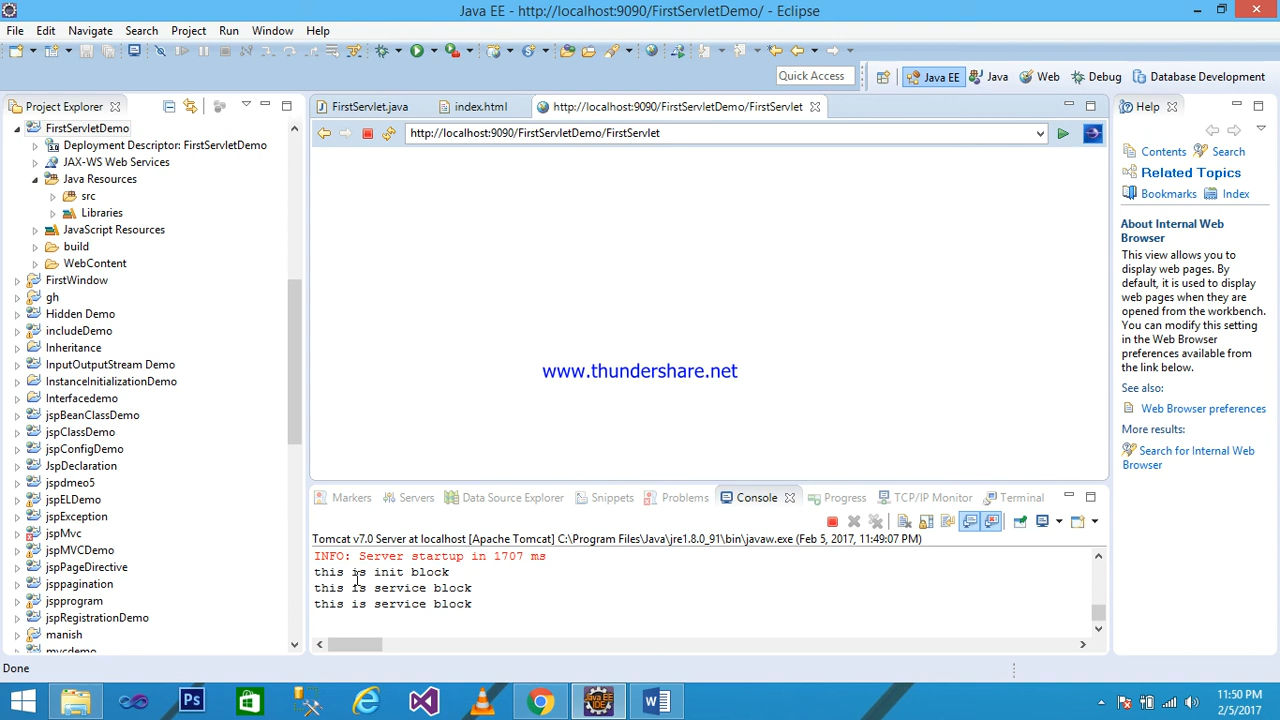 Java EE - http://localhost:9090/FirstServletDemo/ - Eclipse
File Edit Navigate Search Project Run Window Help
Quick Access
Java EE Java Web Debug Database Development
Project Explorer
FirstServletDemo
Deployment Descriptor: FirstServletDemo
JAX-WS Web Services
Java Resources
src
Libraries
JavaScript Resources
build
WebContent
FirstWindow
gh
Hidden Demo
includeDemo
Inheritance
InputOutputStream Demo
InstanceInitializationDemo
Interfacedemo
jspBeanClassDemo
jspClassDemo
jspConfigDemo
JspDeclaration
jspdmeo5
jspELDemo
jspException
jspMvc
jspMVCDemo
jspPageDirective
jsppagination
jspprogram
jspRegistrationDemo
manish
mvcdemo
FirstServlet.java index.html http://localhost:9090/FirstServletDemo/FirstServlet
http://localhost:9090/FirstServletDemo/FirstServlet
www.thundershare.net
Markers Servers Data Source Explorer Snippets Problems Console Progress TCP/IP Monitor Terminal
Tomcat v7.0 Server at localhost [Apache Tomcat] C:\Program Files\Java\jre1.8.0_91\bin\javaw.exe (Feb 5, 2017, 11:49:07 PM)
INFO: Server startup in 1707 ms
this is init block
this is service block
this is service block
Help
Contents Search
Related Topics
Bookmarks Index
About Internal Web
Browser
This view allows you to
display web pages. By
default, it is used to display
web pages when they are
opened from the workbench.
You can modify this setting
in the Web Browser
preferences available from
the link below.
See also:
Web Browser preferences
More results:
Search for Internal Web
Browser
Done
Ps
Java EE
IDE
11:50 PM
2/5/2017